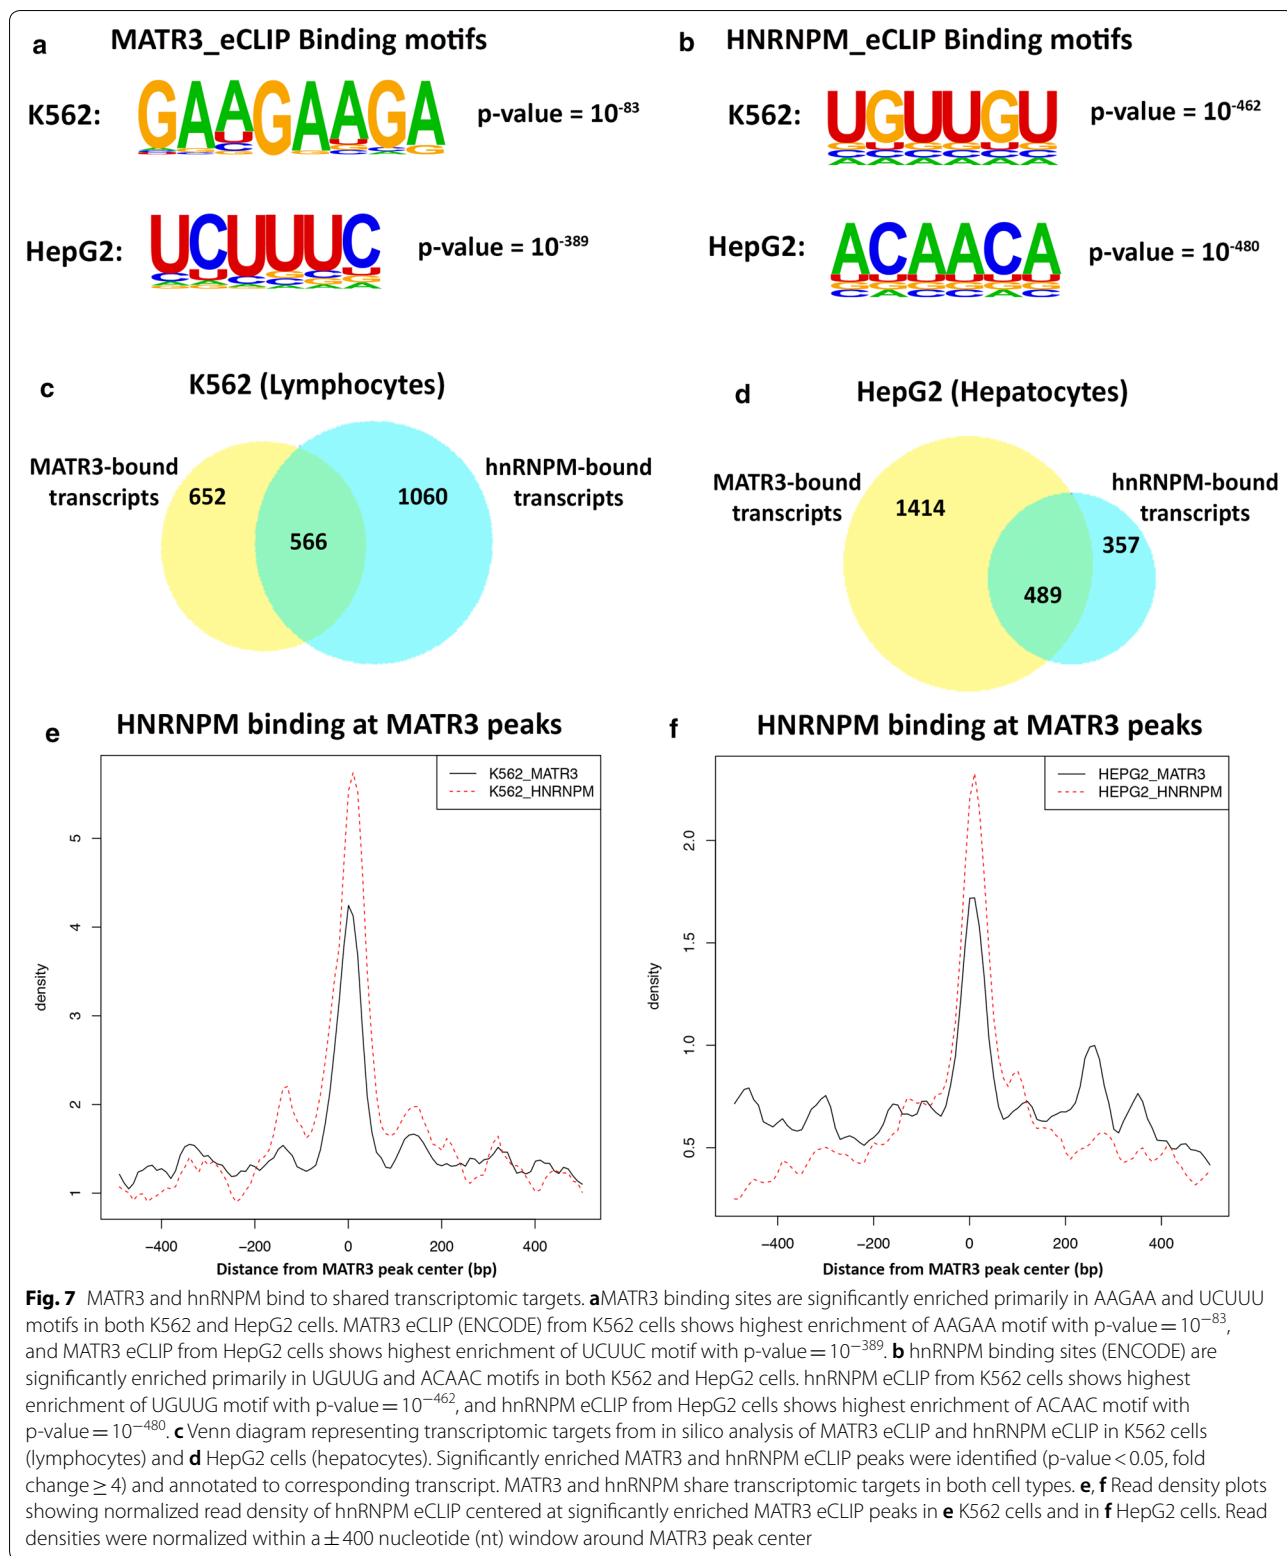 a MATR3_eCLIP Binding motifs
K562: GAAGAAGA p-value = 10-83
HepG2: UCUUUC p-value = 10-389
b HNRNPM_eCLIP Binding motifs
K562: UGUUGU p-value = 10-462
HepG2: ACAACA p-value = 10-480
c K562 (Lymphocytes)
MATR3-bound
transcripts
652
566
1060
hnRNPM-bound
transcripts
d HepG2 (Hepatocytes)
MATR3-bound
transcripts
1414
489
357
hnRNPM-bound
transcripts
e HNRNPM binding at MATR3 peaks
K562_MATR3
K562_HNRNPM
density
5
4
3
2
1
−400 −200 0 200 400
Distance from MATR3 peak center (bp)
f HNRNPM binding at MATR3 peaks
HEPG2_MATR3
HEPG2_HNRNPM
density
2.0
1.5
1.0
0.5
−400 −200 0 200 400
Distance from MATR3 peak center (bp)
Fig. 7 MATR3 and hnRNPM bind to shared transcriptomic targets. aMATR3 binding sites are significantly enriched primarily in AAGAA and UCUUU
motifs in both K562 and HepG2 cells. MATR3 eCLIP (ENCODE) from K562 cells shows highest enrichment of AAGAA motif with p-value = 10−83,
and MATR3 eCLIP from HepG2 cells shows highest enrichment of UCUUC motif with p-value = 10−389. b hnRNPM binding sites (ENCODE) are
significantly enriched primarily in UGUUG and ACAAC motifs in both K562 and HepG2 cells. hnRNPM eCLIP from K562 cells shows highest
enrichment of UGUUG motif with p-value = 10−462, and hnRNPM eCLIP from HepG2 cells shows highest enrichment of ACAAC motif with
p-value = 10−480. c Venn diagram representing transcriptomic targets from in silico analysis of MATR3 eCLIP and hnRNPM eCLIP in K562 cells
(lymphocytes) and d HepG2 cells (hepatocytes). Significantly enriched MATR3 and hnRNPM eCLIP peaks were identified (p-value < 0.05, fold
change ≥ 4) and annotated to corresponding transcript. MATR3 and hnRNPM share transcriptomic targets in both cell types. e, f Read density plots
showing normalized read density of hnRNPM eCLIP centered at significantly enriched MATR3 eCLIP peaks in e K562 cells and in f HepG2 cells. Read
densities were normalized within a ± 400 nucleotide (nt) window around MATR3 peak center